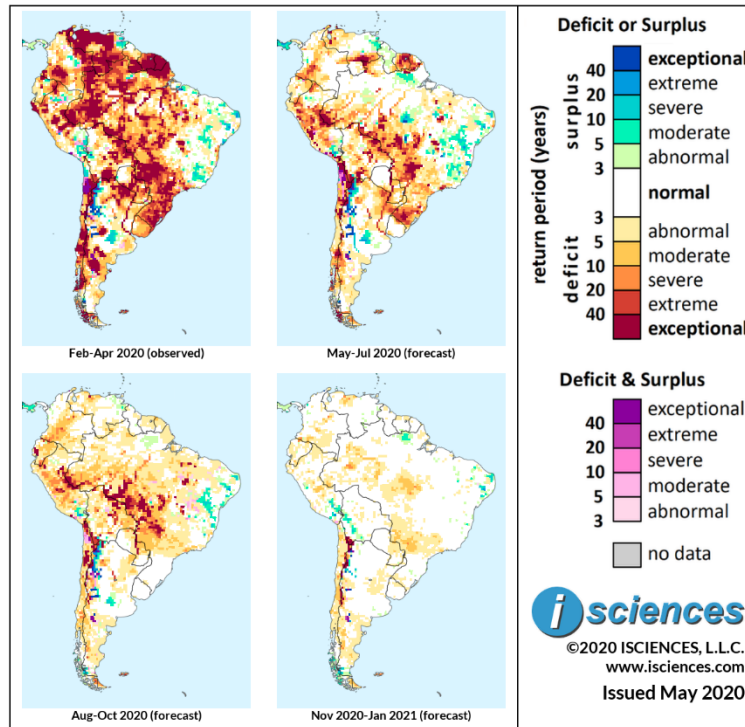 Feb-Apr 2020 (observed)
May-Jul 2020 (forecast)
Aug-Oct 2020 (forecast)
Nov 2020-Jan 2021 (forecast)
Deficit or Surplus
return period (years)
surplus
deficit
exceptional
40
extreme
20
severe
10
moderate
5
abnormal
3
normal
3
abnormal
5
moderate
10
severe
20
extreme
40
exceptional
Deficit & Surplus
exceptional
40
extreme
20
severe
10
moderate
5
abnormal
3
no data
i sciences
©2020 ISCIENCES, L.L.C.
www.isciences.com
Issued May 2020